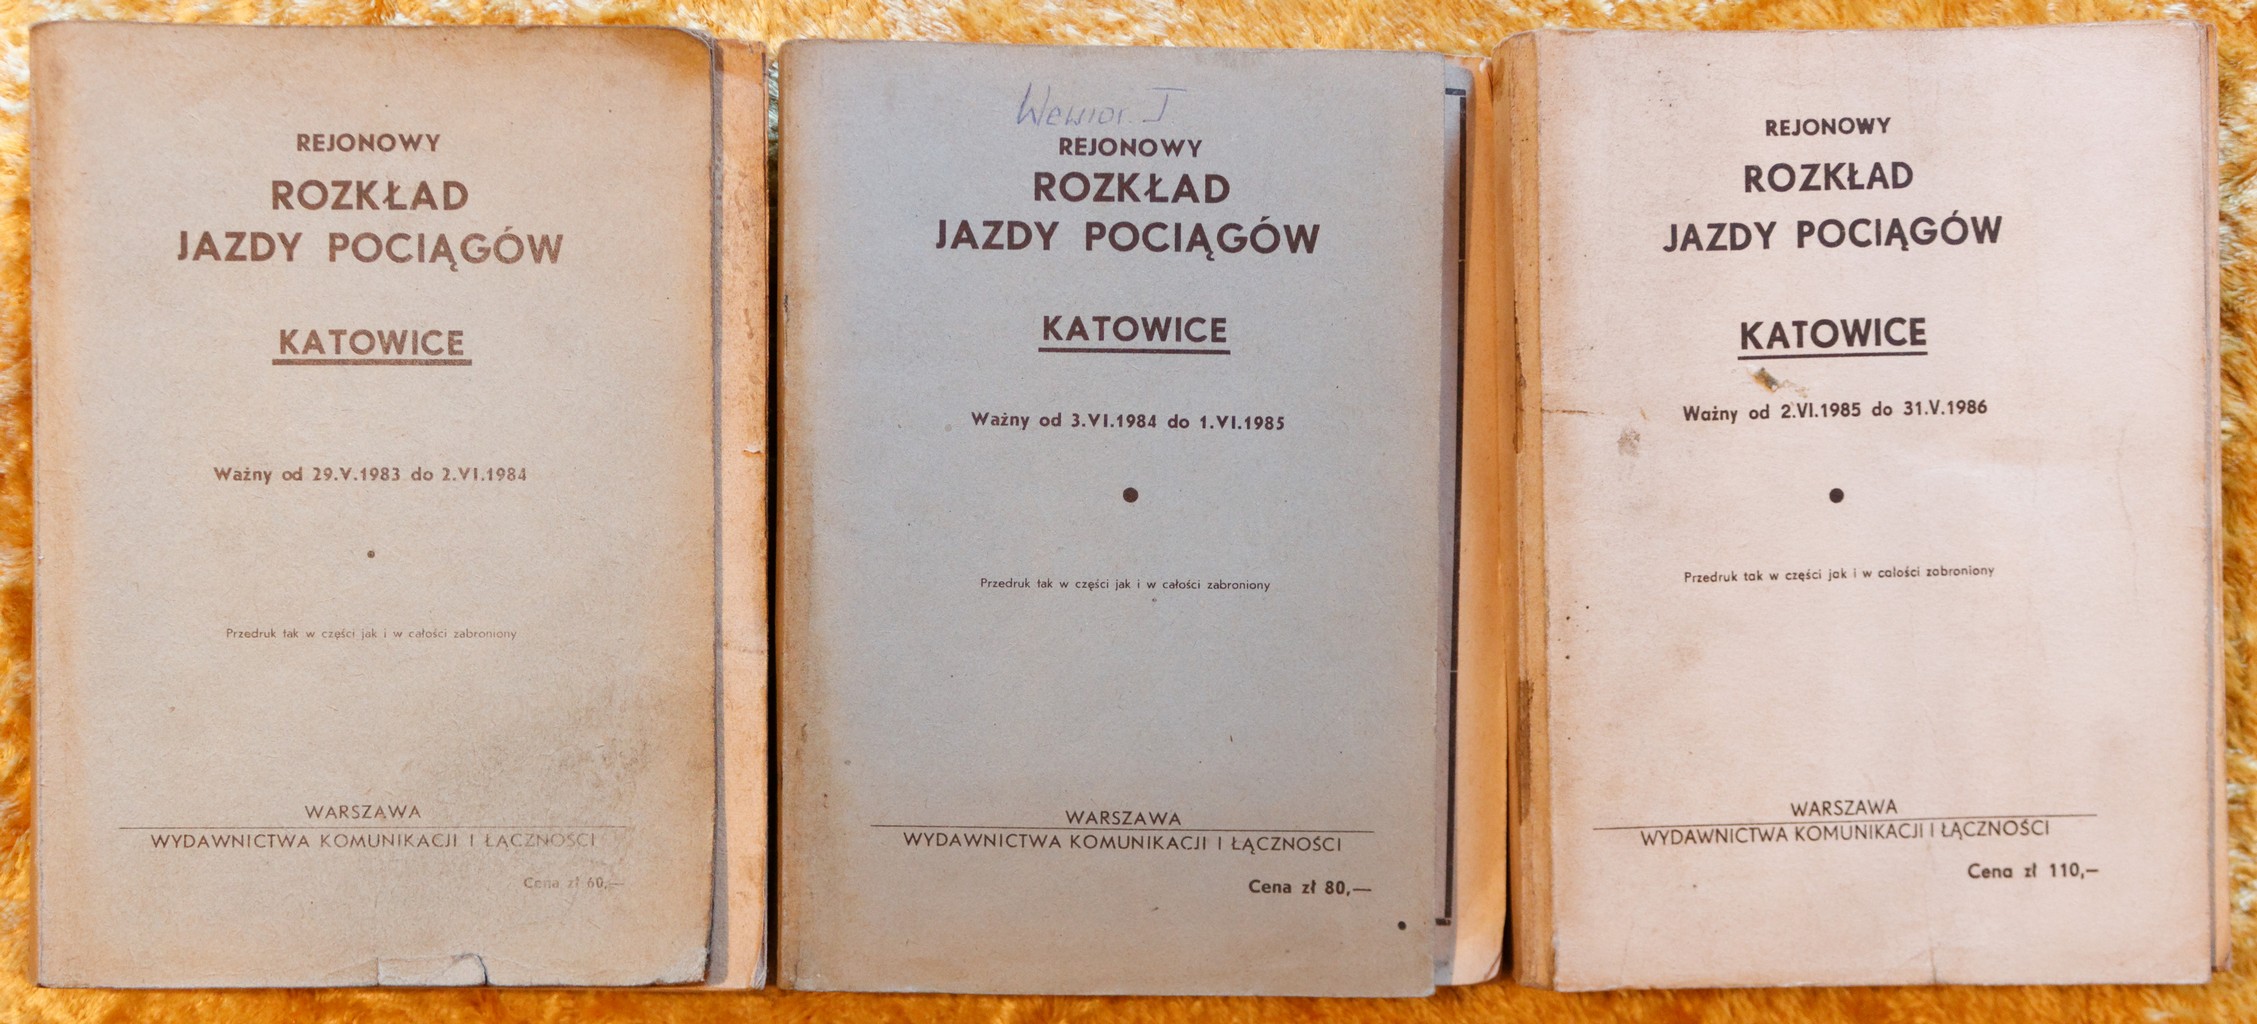 REJONOWY
ROZKŁAD
JAZDY POCIĄGÓW
KATOWICE
Ważny od 29.V.1983 do 2.VI.1984
Przedruk tak w części jak i w całości zabroniony
WARSZAWA
WYDAWNICTWA KOMUNIKACJI I ŁĄCZNOŚCI
Cena zł 60,—
REJONOWY
ROZKŁAD
JAZDY POCIĄGÓW
KATOWICE
Ważny od 3.VI.1984 do 1.VI.1985
Przedruk tak w części jak i w całości zabroniony
WARSZAWA
WYDAWNICTWA KOMUNIKACJI I ŁĄCZNOŚCI
Cena zł 80,—
REJONOWY
ROZKŁAD
JAZDY POCIĄGÓW
KATOWICE
Ważny od 2.VI.1985 do 31.V.1986
Przedruk tak w części jak i w całości zabroniony
WARSZAWA
WYDAWNICTWA KOMUNIKACJI I ŁĄCZNOŚCI
Cena zł 110,—